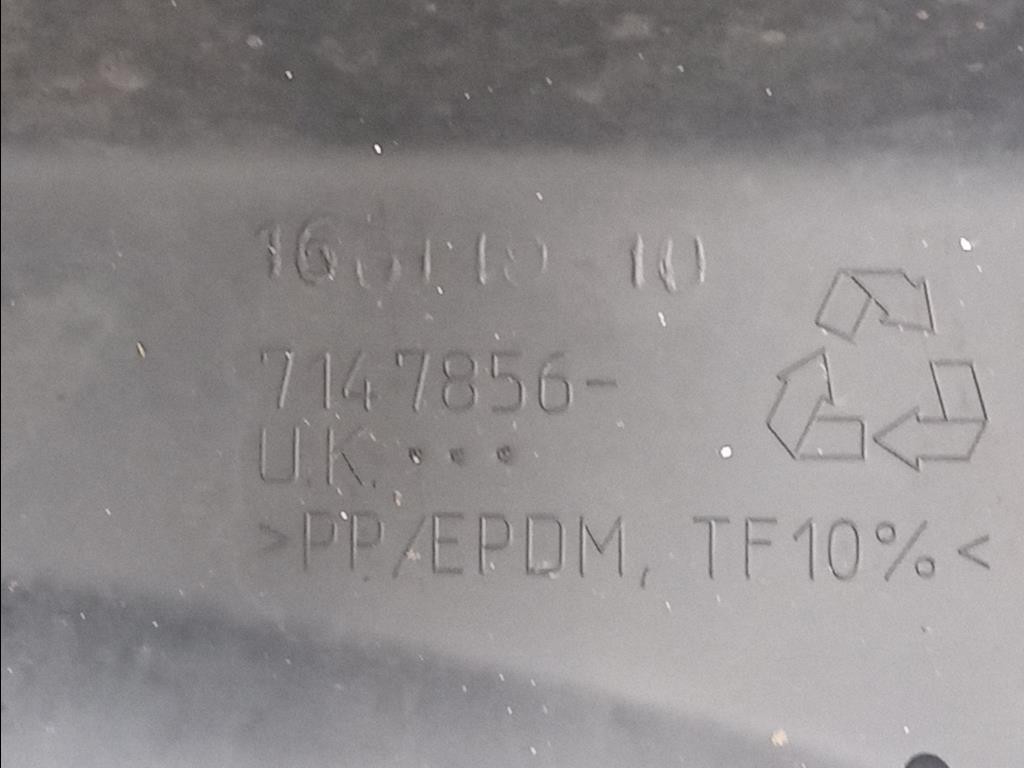 7147856-
U.K. •••
>PP/EPDM, TF10%<